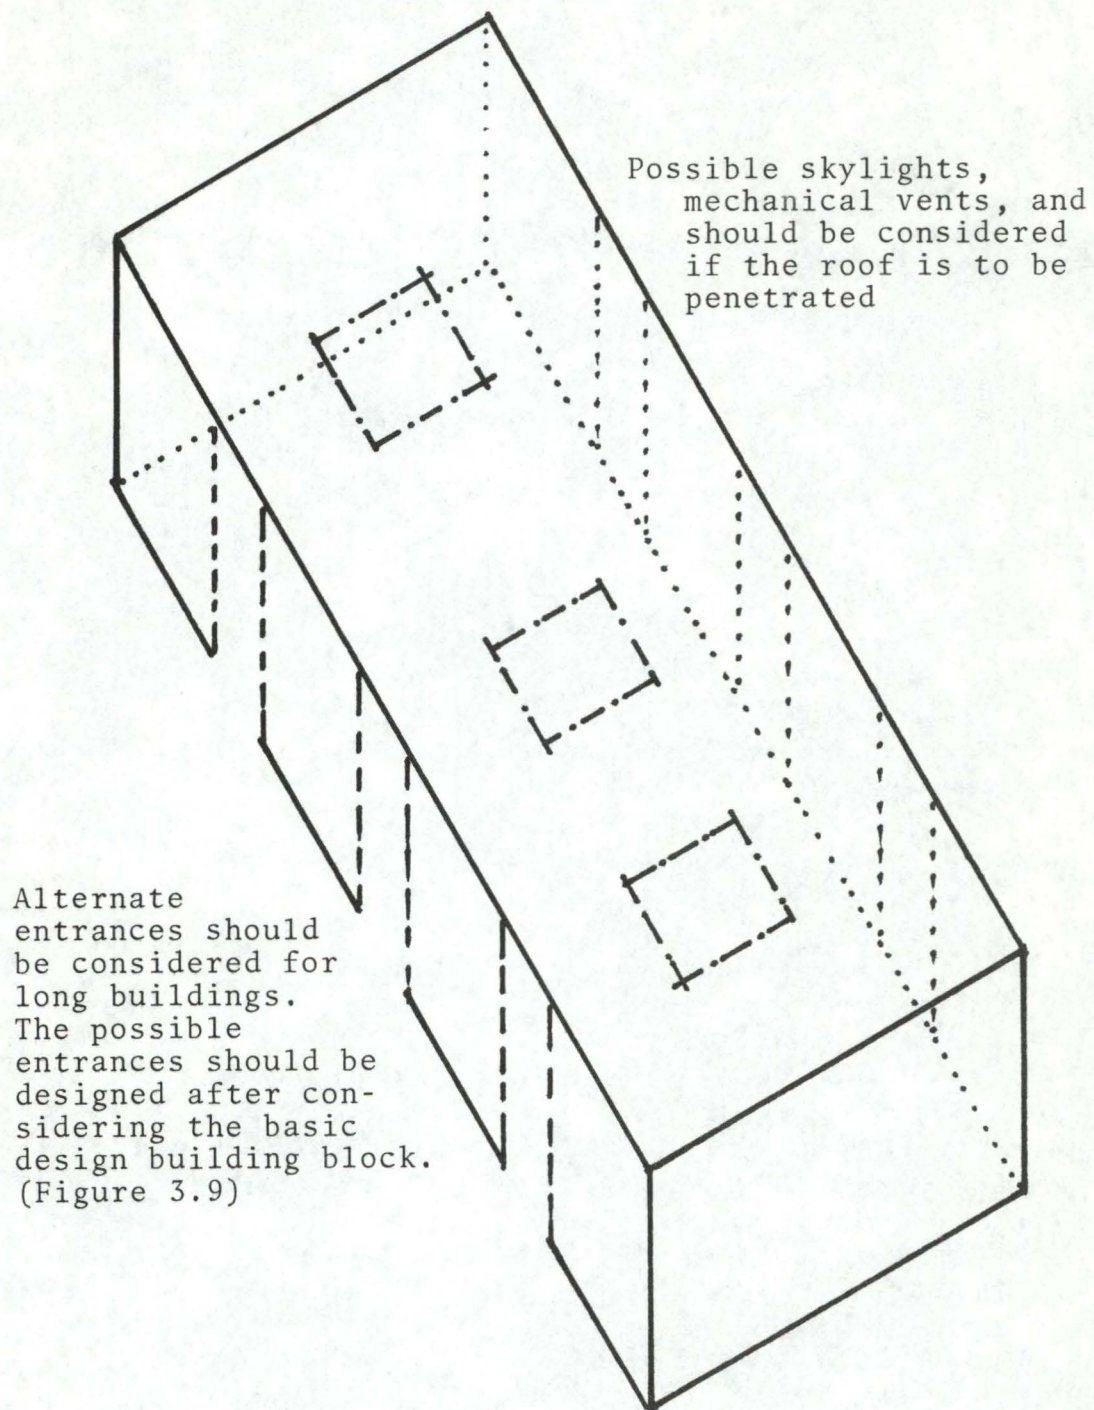 Possible skylights,
mechanical vents, and
should be considered
if the roof is to be
penetrated
Alternate
entrances should
be considered for
long buildings.
The possible
entrances should be
designed after con-
sidering the basic
design building block.
(Figure 3.9)